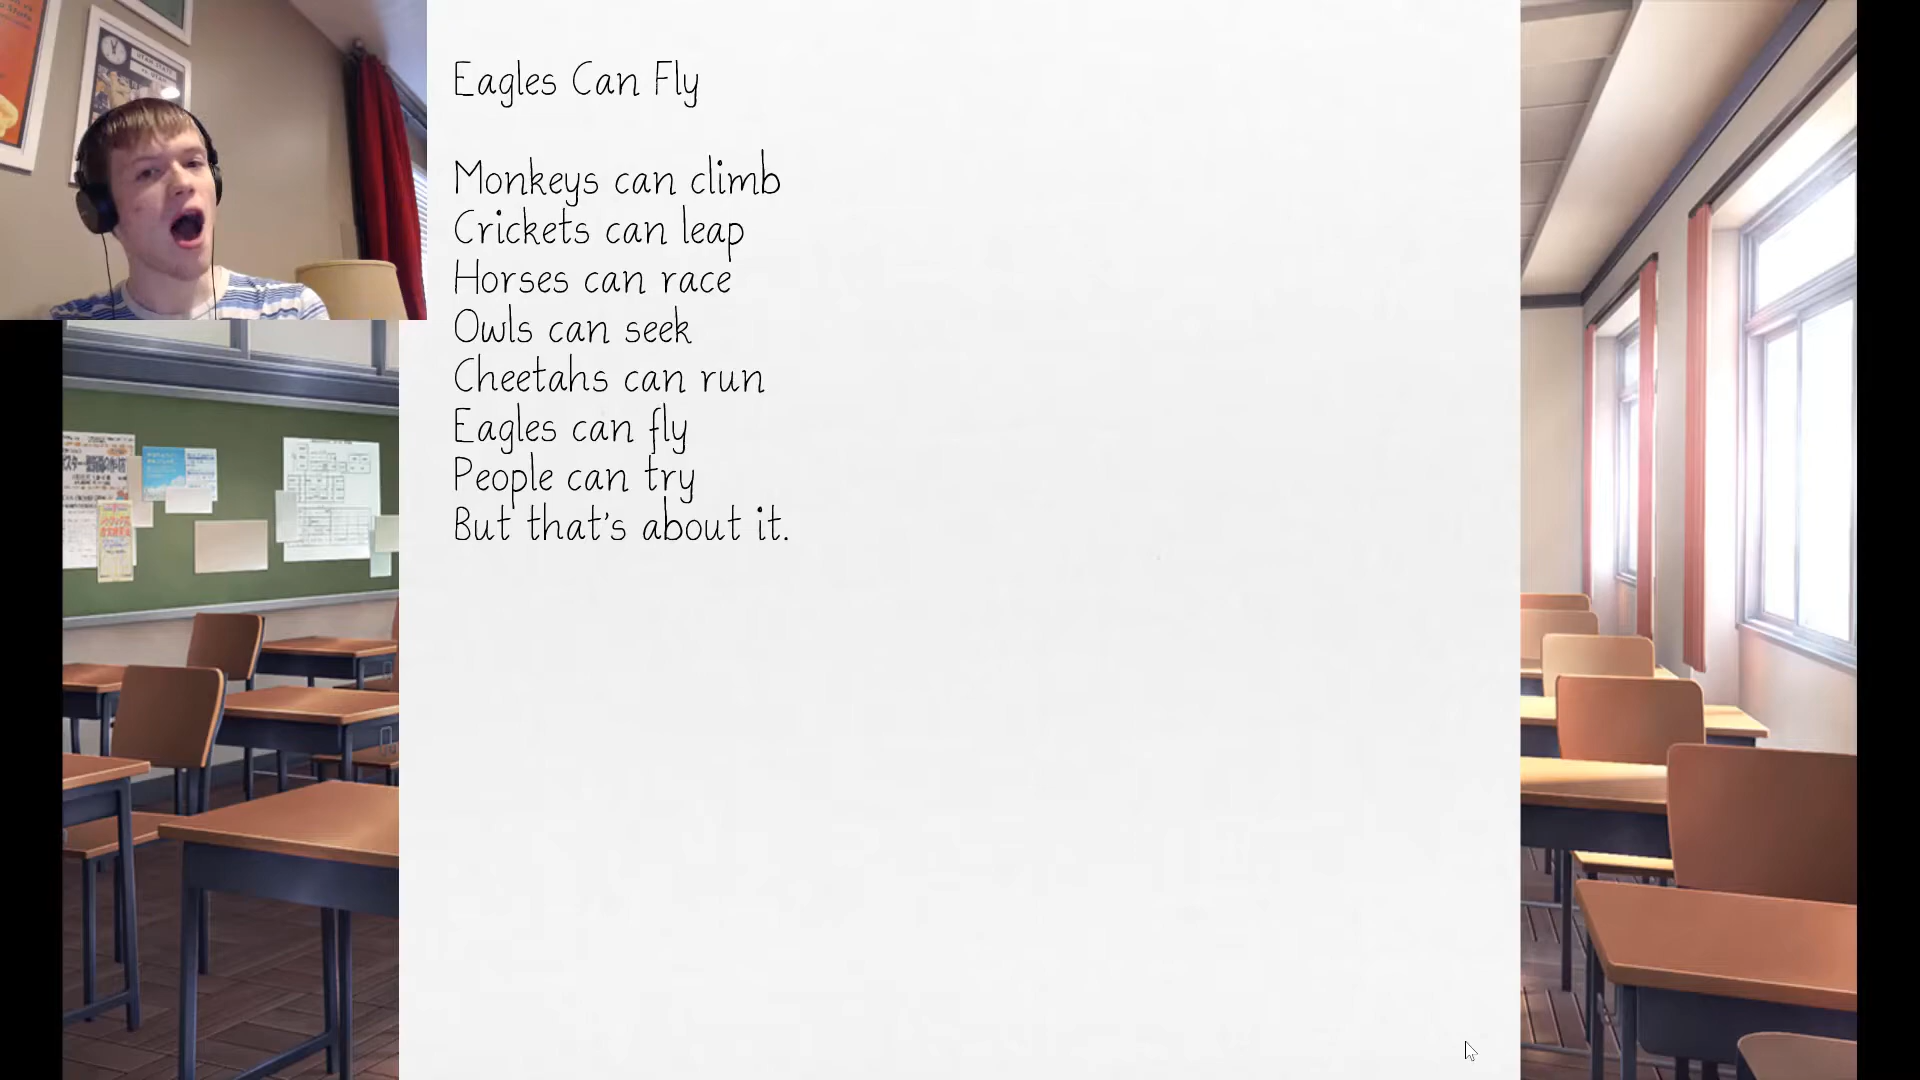 Eagles Can Fly
Monkeys can climb
Crickets can leap
Horses can race
Owls can seek
Cheetahs can run
Eagles can fly
People can try
But that's about it.